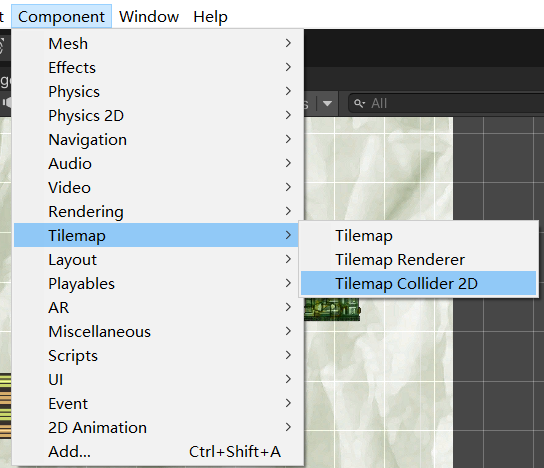 Component Window Help
Mesh
Effects
Physics
Physics 2D
Navigation
Audio
Video
Rendering
Tilemap
Layout
Playables
AR
Miscellaneous
Scripts
UI
Event
2D Animation
Add... Ctrl+Shift+A
All
Tilemap
Tilemap Renderer
Tilemap Collider 2D